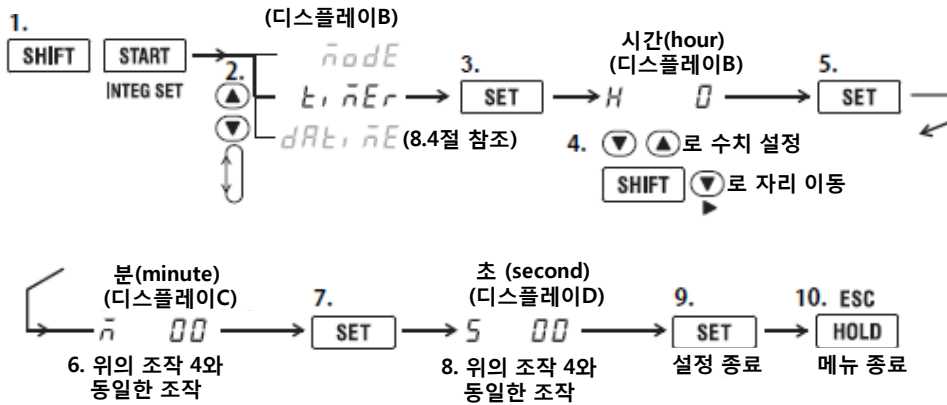 1.
SHIFT START
INTEG SET
2.
(디스플레이B)
modE
timEr
dAtimE (8.4절 참조)
3.
SET
시간(hour)
(디스플레이B)
H 0
4. ▼ ▲로 수치 설정
SHIFT ▼로 자리 이동
5.
SET
분(minute)
(디스플레이C)
m 00
6. 위의 조작 4와
동일한 조작
7.
SET
초 (second)
(디스플레이D)
S 00
8. 위의 조작 4와
동일한 조작
9.
SET
설정 종료
10. ESC
HOLD
메뉴 종료